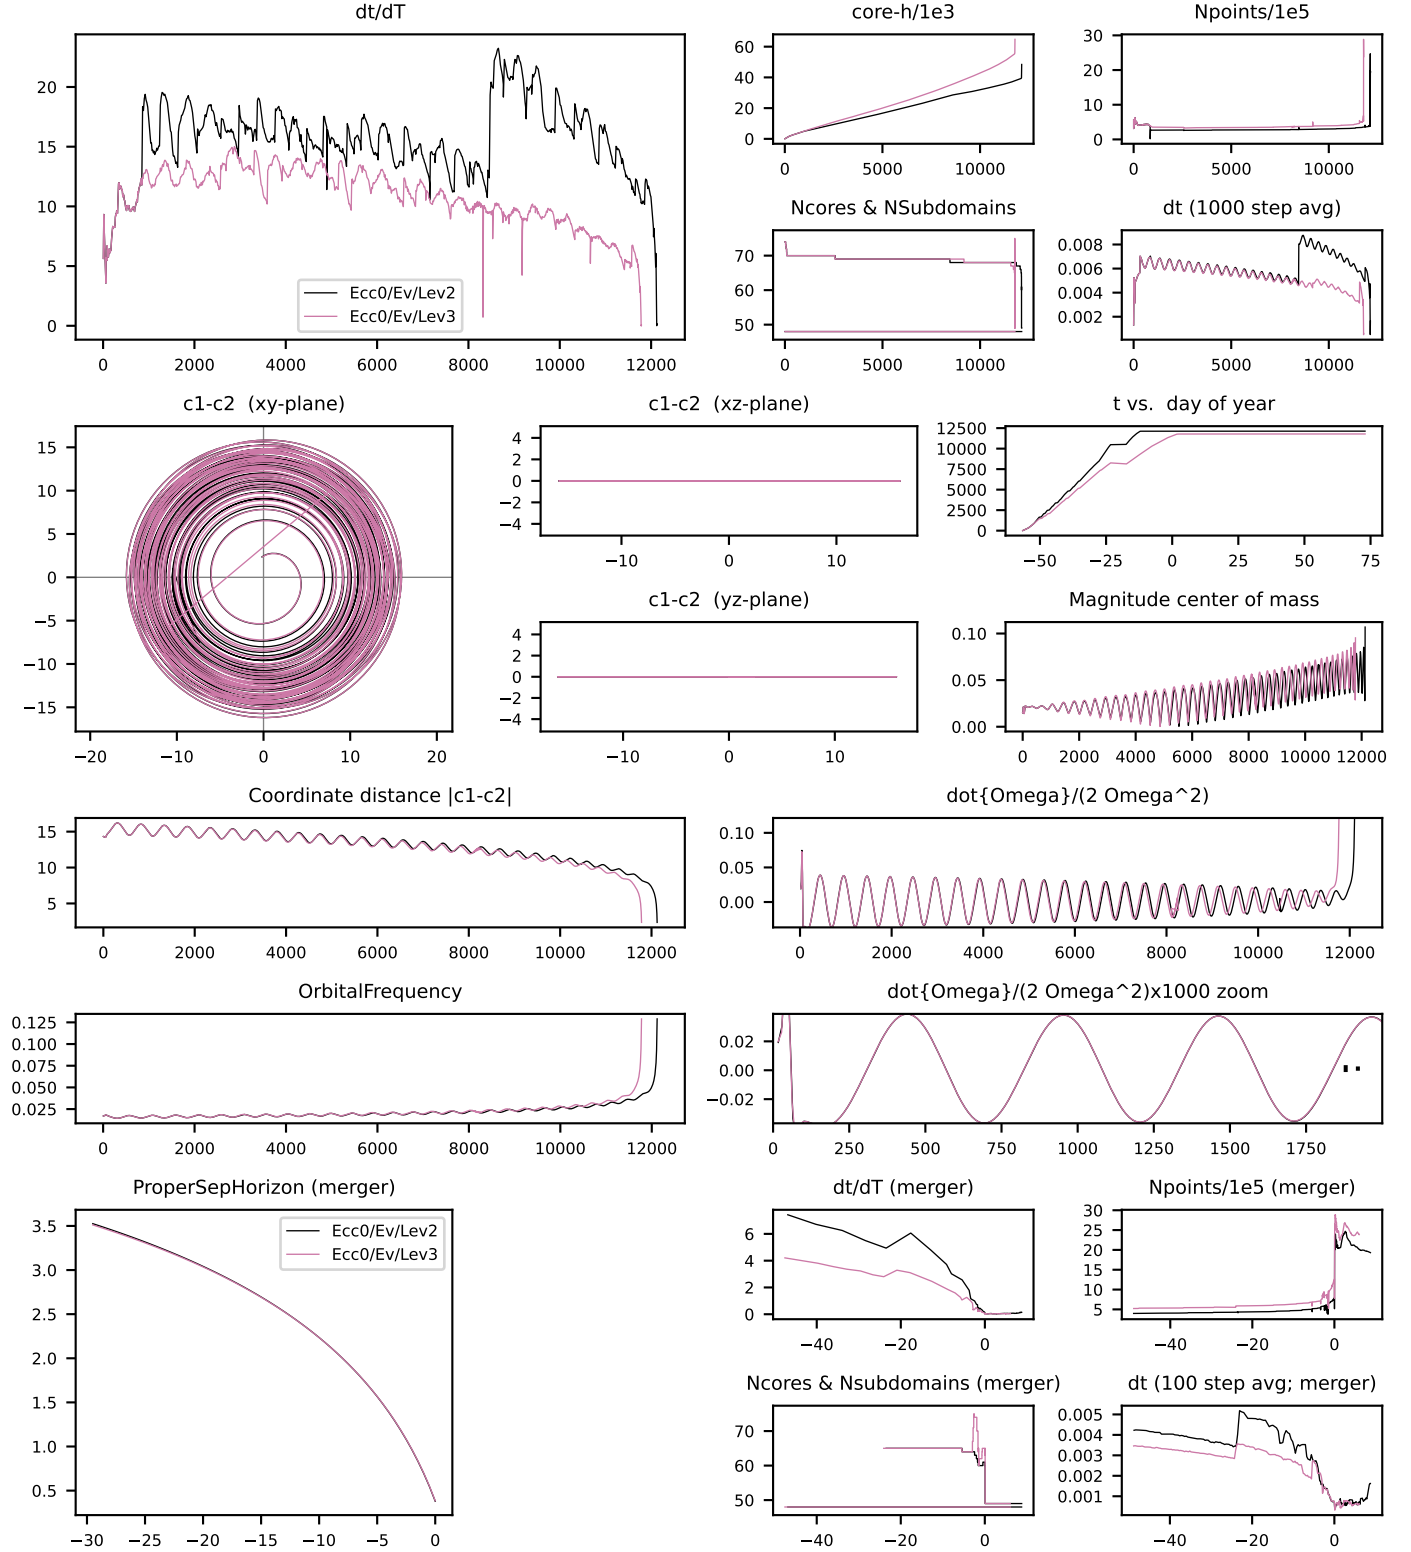 dt/dT
20
15
10
5
0
0 2000 4000 6000 8000 10000 12000
Ecc0/Ev/Lev2
Ecc0/Ev/Lev3
core-h/1e3
60
40
20
0
0 5000 10000
Npoints/1e5
30
20
10
0
0 5000 10000
Ncores & NSubdomains
70
60
50
0 5000 10000
dt (1000 step avg)
0.008
0.006
0.004
0.002
0 5000 10000
c1-c2 (xy-plane)
15
10
5
0
−5
−10
−15
−20 −10 0 10 20
c1-c2 (xz-plane)
4
2
0
−2
−4
−10 0 10
t vs. day of year
12500
10000
7500
5000
2500
0
−50 −25 0 25 50 75
c1-c2 (yz-plane)
4
2
0
−2
−4
−10 0 10
Magnitude center of mass
0.10
0.05
0.00
0 2000 4000 6000 8000 10000 12000
Coordinate distance |c1-c2|
15
10
5
0 2000 4000 6000 8000 10000 12000
dot{Omega}/(2 Omega^2)
0.10
0.05
0.00
0 2000 4000 6000 8000 10000 12000
OrbitalFrequency
0.125
0.100
0.075
0.050
0.025
0 2000 4000 6000 8000 10000 12000
dot{Omega}/(2 Omega^2)x1000 zoom
0.02
0.00
−0.02
0 250 500 750 1000 1250 1500 1750
ProperSepHorizon (merger)
3.5
3.0
2.5
2.0
1.5
1.0
0.5
−30 −25 −20 −15 −10 −5 0
Ecc0/Ev/Lev2
Ecc0/Ev/Lev3
dt/dT (merger)
6
4
2
0
−40 −20 0
Npoints/1e5 (merger)
30
25
20
15
10
5
−40 −20 0
Ncores & Nsubdomains (merger)
70
60
50
−40 −20 0
dt (100 step avg; merger)
0.005
0.004
0.003
0.002
0.001
−40 −20 0